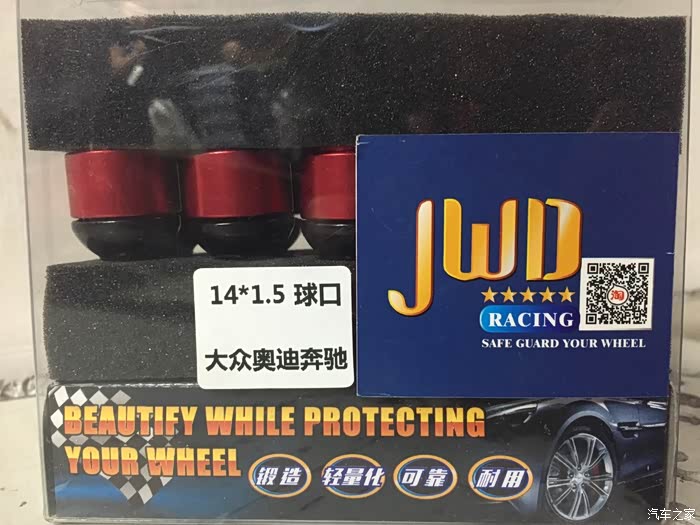 JWD
14*1.5 球口
大众奥迪奔驰
淘
RACING
SAFE GUARD YOUR WHEEL
BEAUTIFY WHILE PROTECTING
YOUR WHEEL
锻造 轻量化 可靠 耐用
汽车之家